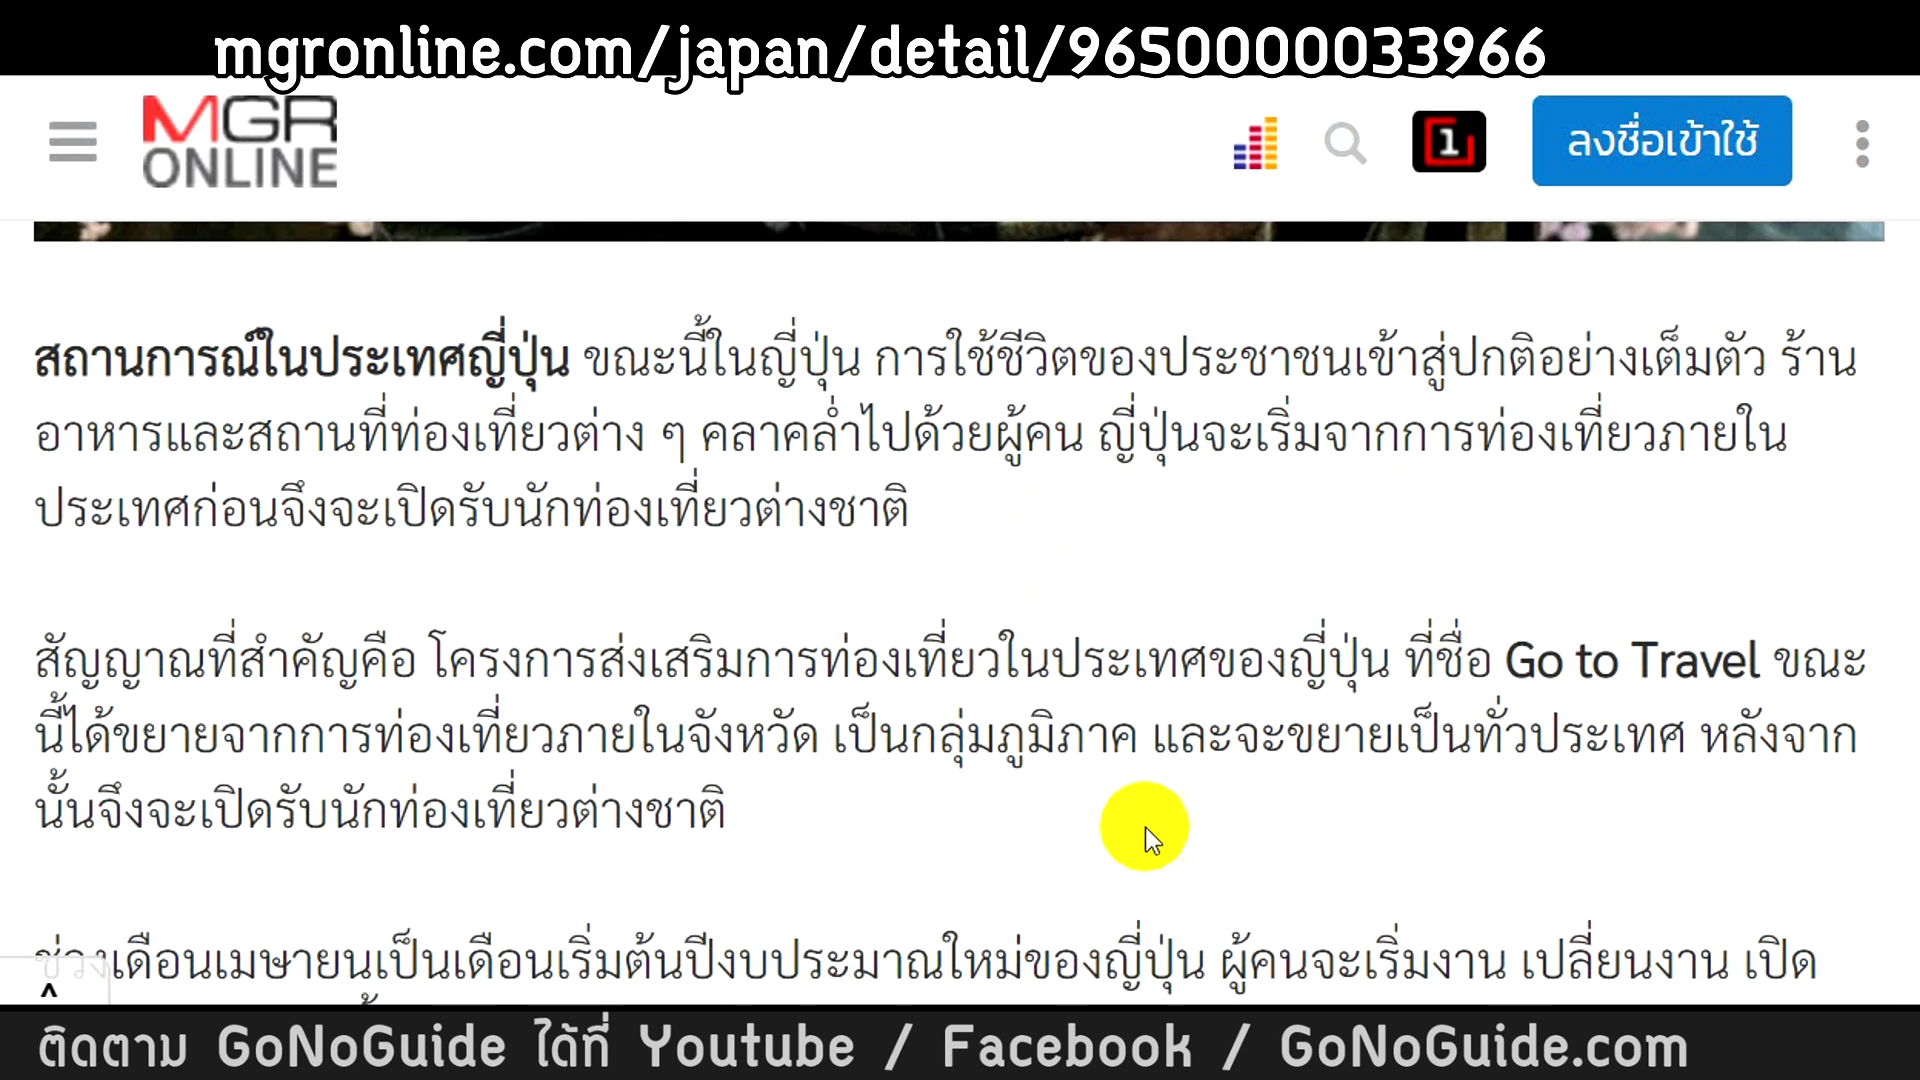 mgronline.com/japan/detail/9650000033966
MGR
ONLINE
1
ลงชื่อเข้าใช้
สถานการณ์ในประเทศญี่ปุ่น ขณะนี้ในญี่ปุ่น การใช้ชีวิตของประชาชนเข้าสู่ปกติอย่างเต็มตัว ร้าน
อาหารและสถานที่ท่องเที่ยวต่าง ๆ คลาคล่ำไปด้วยผู้คน ญี่ปุ่นจะเริ่มจากการท่องเที่ยวภายใน
ประเทศก่อนจึงจะเปิดรับนักท่องเที่ยวต่างชาติ
สัญญาณที่สำคัญคือ โครงการส่งเสริมการท่องเที่ยวในประเทศของญี่ปุ่น ที่ชื่อ Go to Travel ขณะ
นี้ได้ขยายจากการท่องเที่ยวภายในจังหวัด เป็นกลุ่มภูมิภาค และจะขยายเป็นทั่วประเทศ หลังจาก
นั้นจึงจะเปิดรับนักท่องเที่ยวต่างชาติ
ช่วงเดือนเมษายนเป็นเดือนเริ่มต้นปีงบประมาณใหม่ของญี่ปุ่น ผู้คนจะเริ่มงาน เปลี่ยนงาน เปิด
ติดตาม GoNoGuide ได้ที่ Youtube / Facebook / GoNoGuide.com